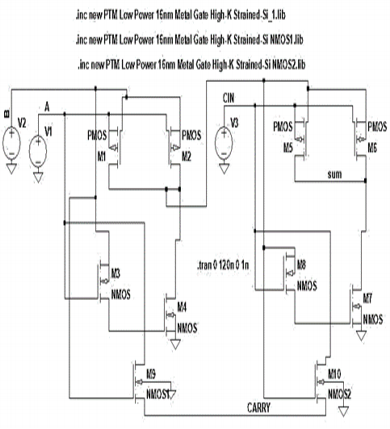 .inc new PTM Low Power 16nm Metal Gate High-K Strained-Si_1.lib
.inc new PTM Low Power 16nm Metal Gate High-K Strained-Si NMOS1.lib
.inc new PTM Low Power 16nm Metal Gate High-K Strained-Si NMOS2.lib
B
V2
A
V1
PMOS
M1
PMOS
M2
CIN
V3
PMOS
M5
PMOS
M6
sum
M3
NMOS
M4
NMOS
.tran 0 120n 0 1n
M8
NMOS
M7
NMOS
M9
NMOS1
M10
NMOS2
CARRY